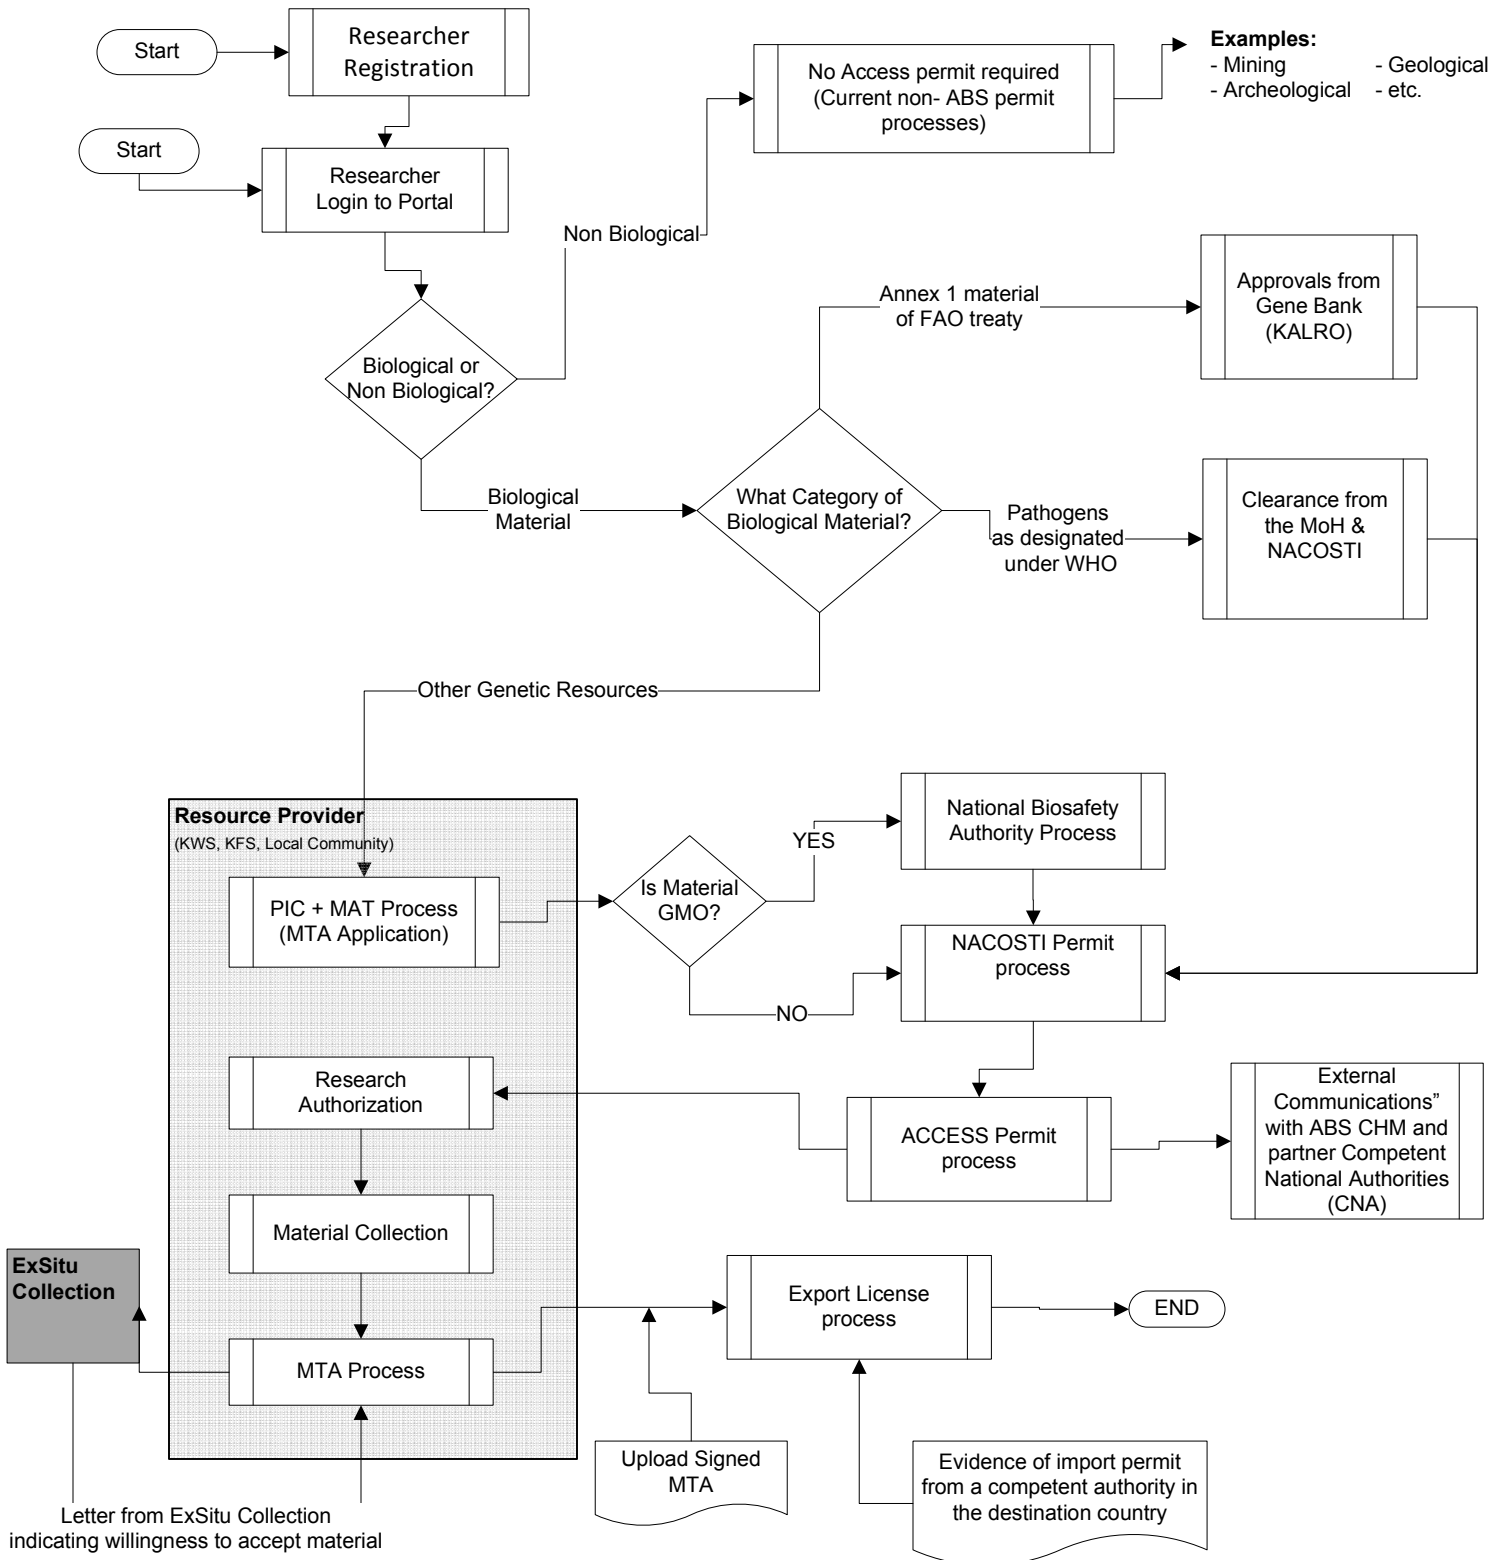 Start
Researcher
Registration
No Access permit required
(Current non- ABS permit
processes)
Examples:
- Mining - Geological
- Archeological - etc.
Start
Researcher
Login to Portal
Non Biological
Biological or
Non Biological?
Annex 1 material
of FAO treaty
Approvals from
Gene Bank
(KALRO)
Biological
Material
What Category of
Biological Material?
Pathogens
as designated
under WHO
Clearance from
the MoH &
NACOSTI
Other Genetic Resources
Resource Provider
(KWS, KFS, Local Community)
PIC + MAT Process
(MTA Application)
Is Material
GMO?
YES
National Biosafety
Authority Process
NO
NACOSTI Permit
process
Research
Authorization
ACCESS Permit
process
External
Communications”
with ABS CHM and
partner Competent
National Authorities
(CNA)
Material Collection
ExSitu
Collection
MTA Process
Export License
process
END
Upload Signed
MTA
Evidence of import permit
from a competent authority in
the destination country
Letter from ExSitu Collection
indicating willingness to accept material